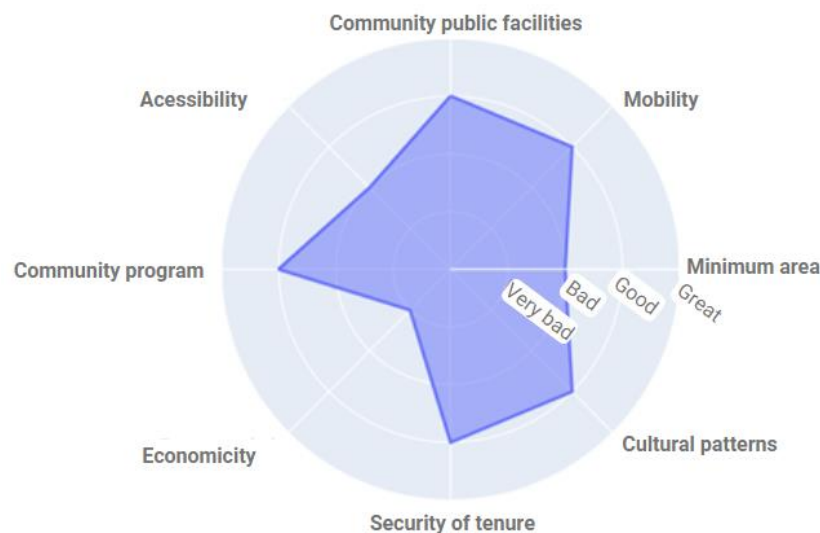 Community public facilities
Acessibility
Mobility
Community program
Minimum area
Very bad
Bad
Good
Great
Economicity
Cultural patterns
Security of tenure